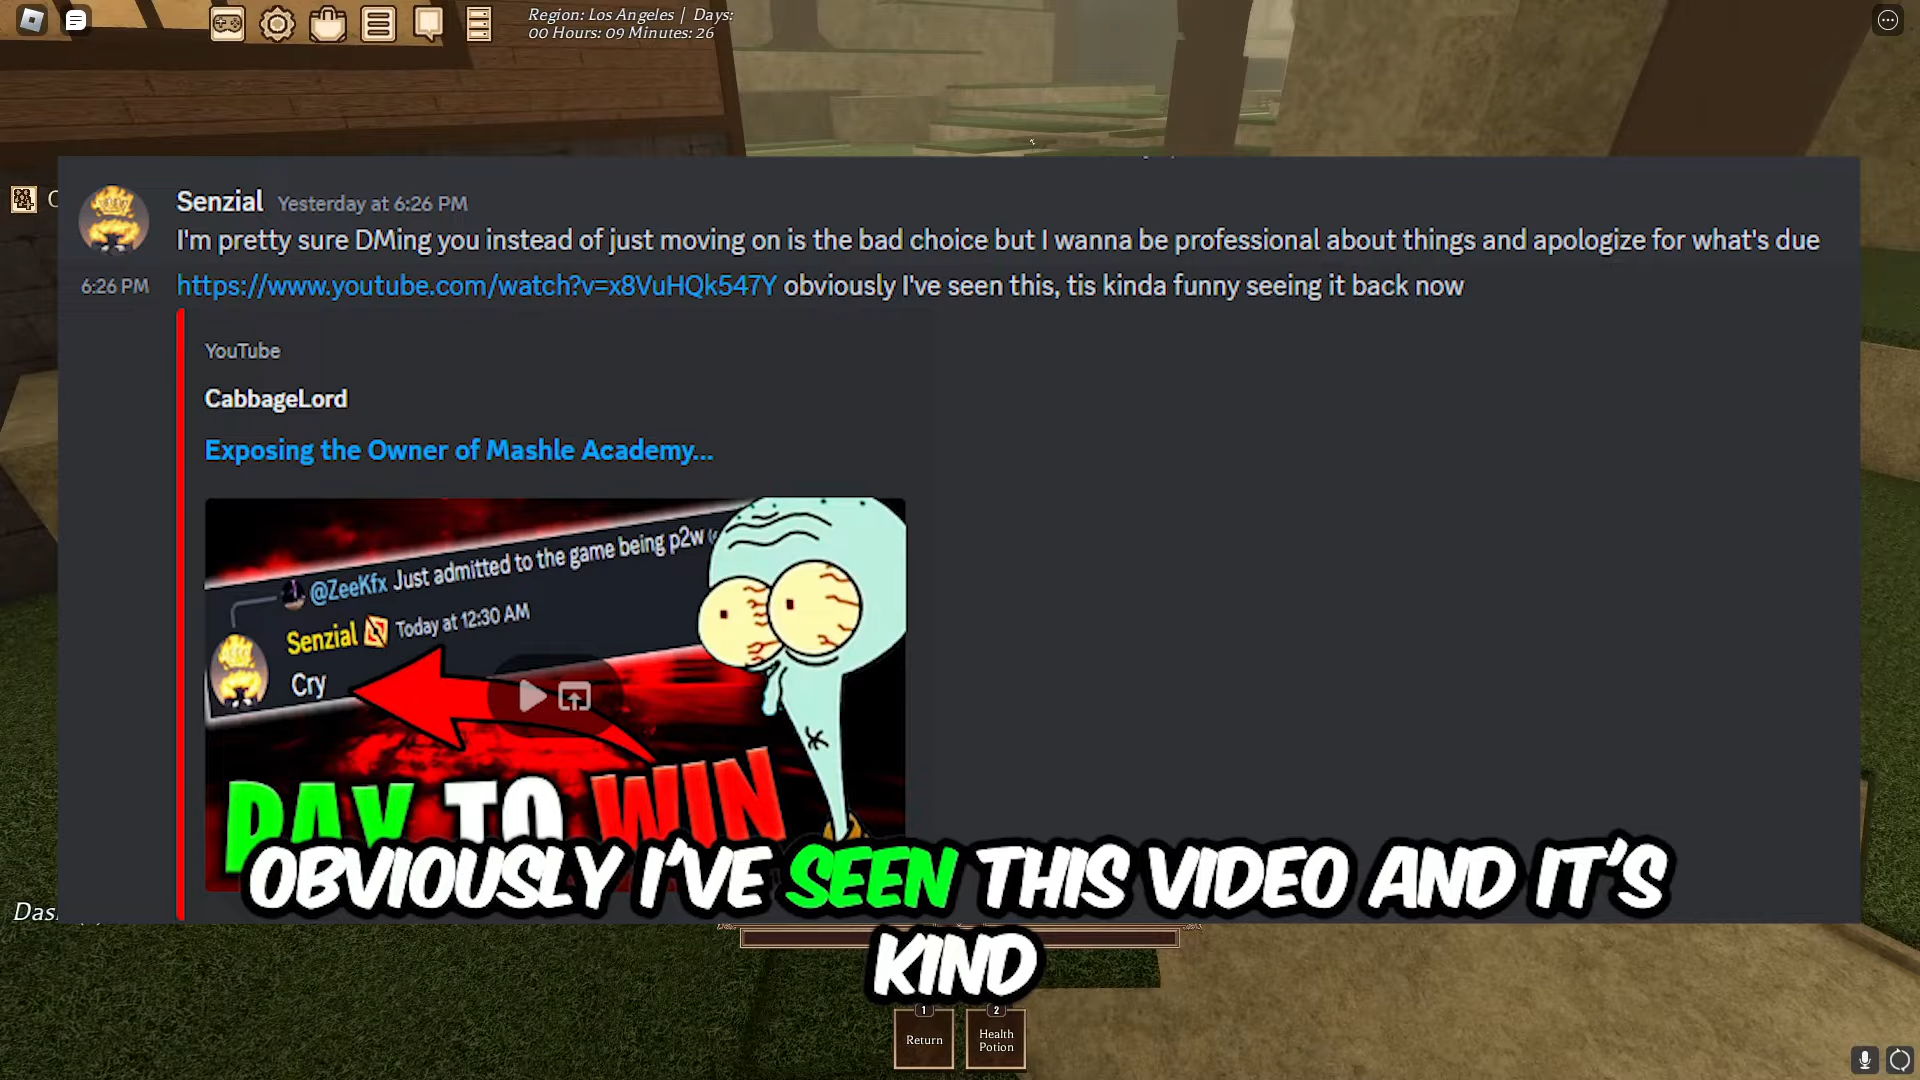 Region: Los Angeles | Days:
00 Hours: 09 Minutes: 26
Senzial Yesterday at 6:26 PM
I'm pretty sure DMing you instead of just moving on is the bad choice but I wanna be professional about things and apologize for what's due
6:26 PM https://www.youtube.com/watch?v=x8VuHQk547Y obviously I've seen this, tis kinda funny seeing it back now
YouTube
CabbageLord
Exposing the Owner of Mashle Academy...
@ZeeKfx Just admitted to the game being p2w
Senzial Today at 12:30 AM
Cry
PAY TO WIN
OBVIOUSLY I'VE SEEN THIS VIDEO AND IT'S
KIND
1 2
Return Health
Potion